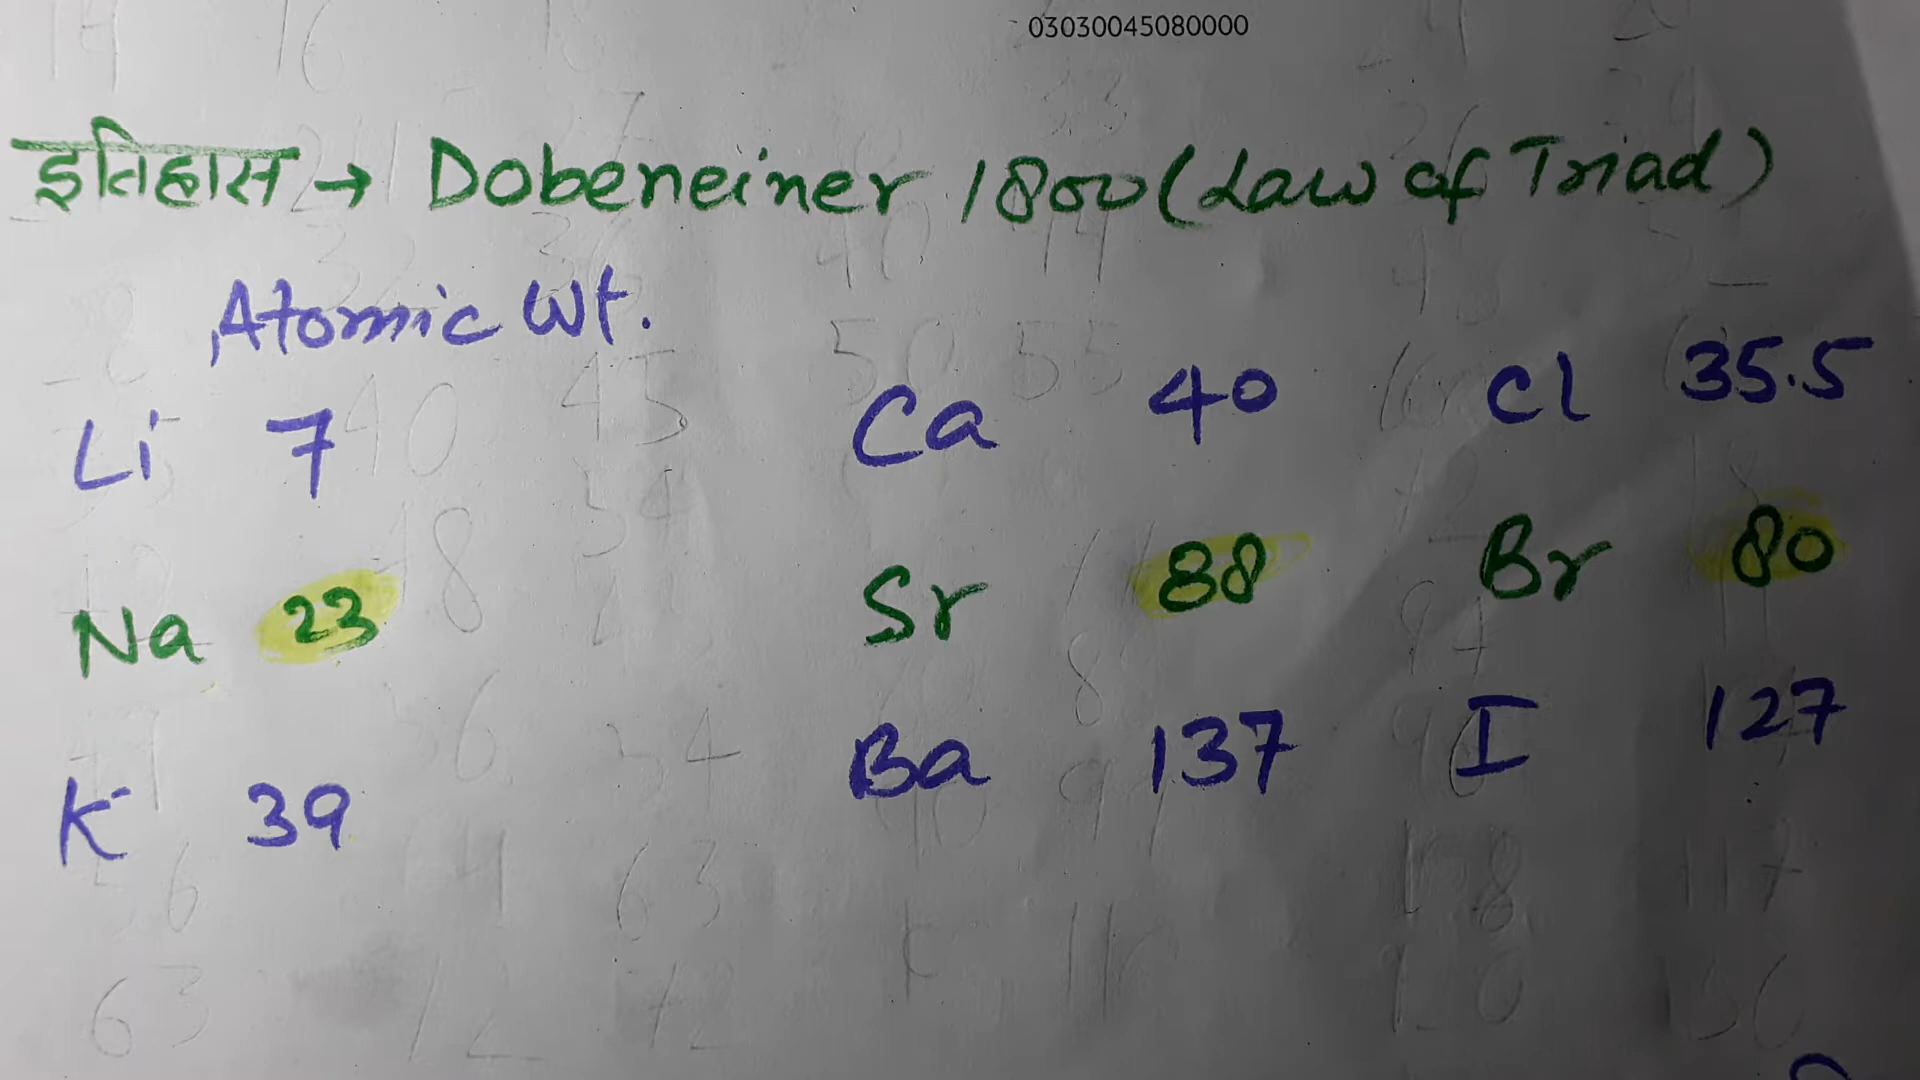 03030045080000
इतिहास → Dobeneiner 1800 (Law of Triad)
Atomic Wt.
Li 7 Ca 40 Cl 35.5
Na 23 Sr 88 Br 80
K 39 Ba 137 I 127